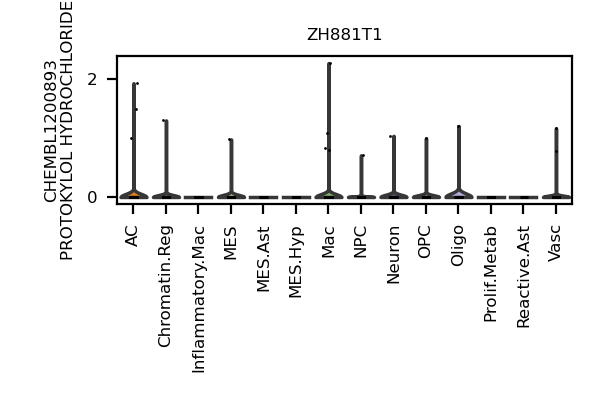 ZH881T1
CHEMBL1200893
PROTOKYLOL HYDROCHLORIDE
2
0
AC
Chromatin.Reg
Inflammatory.Mac
MES
MES.Ast
MES.Hyp
Mac
NPC
Neuron
OPC
Oligo
Prolif.Metab
Reactive.Ast
Vasc